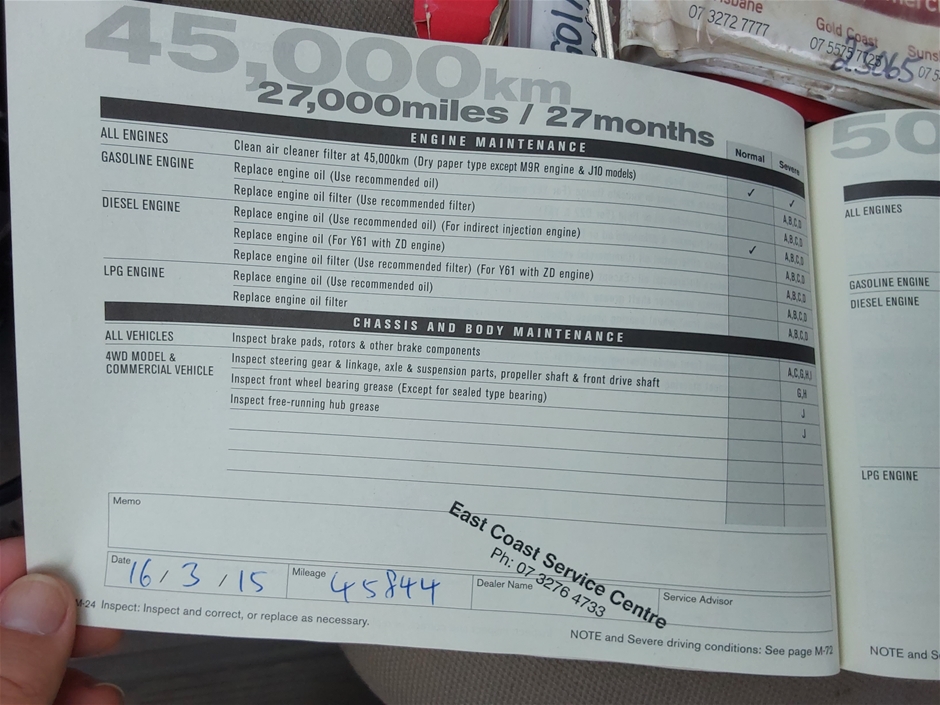 isbane
07 3272 7777
Gold Coast
07 5575 7725
Suns
07 5
45,000km
27,000miles / 27months
ENGINE MAINTENANCE
Normal
Severe
ALL ENGINES
Clean air cleaner filter at 45,000km (Dry paper type except M9R engine & J10 models)
✓
✓
GASOLINE ENGINE
Replace engine oil (Use recommended oil)
A,B,C,D
Replace engine oil filter (Use recommended filter)
A,B,C,D
DIESEL ENGINE
Replace engine oil (Use recommended oil) (For indirect injection engine)
A,B,C,D
Replace engine oil (For Y61 with ZD engine)
✓
A,B,C,D
Replace engine oil filter (Use recommended filter) (For Y61 with ZD engine)
A,B,C,D
LPG ENGINE
Replace engine oil (Use recommended oil)
A,B,C,D
Replace engine oil filter
A,B,C,D
CHASSIS AND BODY MAINTENANCE
ALL VEHICLES
Inspect brake pads, rotors & other brake components
A,C,G,H,I
4WD MODEL &
COMMERCIAL VEHICLE
Inspect steering gear & linkage, axle & suspension parts, propeller shaft & front drive shaft
G,H
Inspect front wheel bearing grease (Except for sealed type bearing)
J
Inspect free-running hub grease
J
Memo
Date 16/3/15
Mileage 45844
Dealer Name
Service Advisor
East Coast Service Centre
Ph: 07 3276 4733
M-24 Inspect: Inspect and correct, or replace as necessary.
NOTE and Severe driving conditions: See page M-72
50
ALL ENGINES
GASOLINE ENGINE
DIESEL ENGINE
LPG ENGINE
NOTE and S